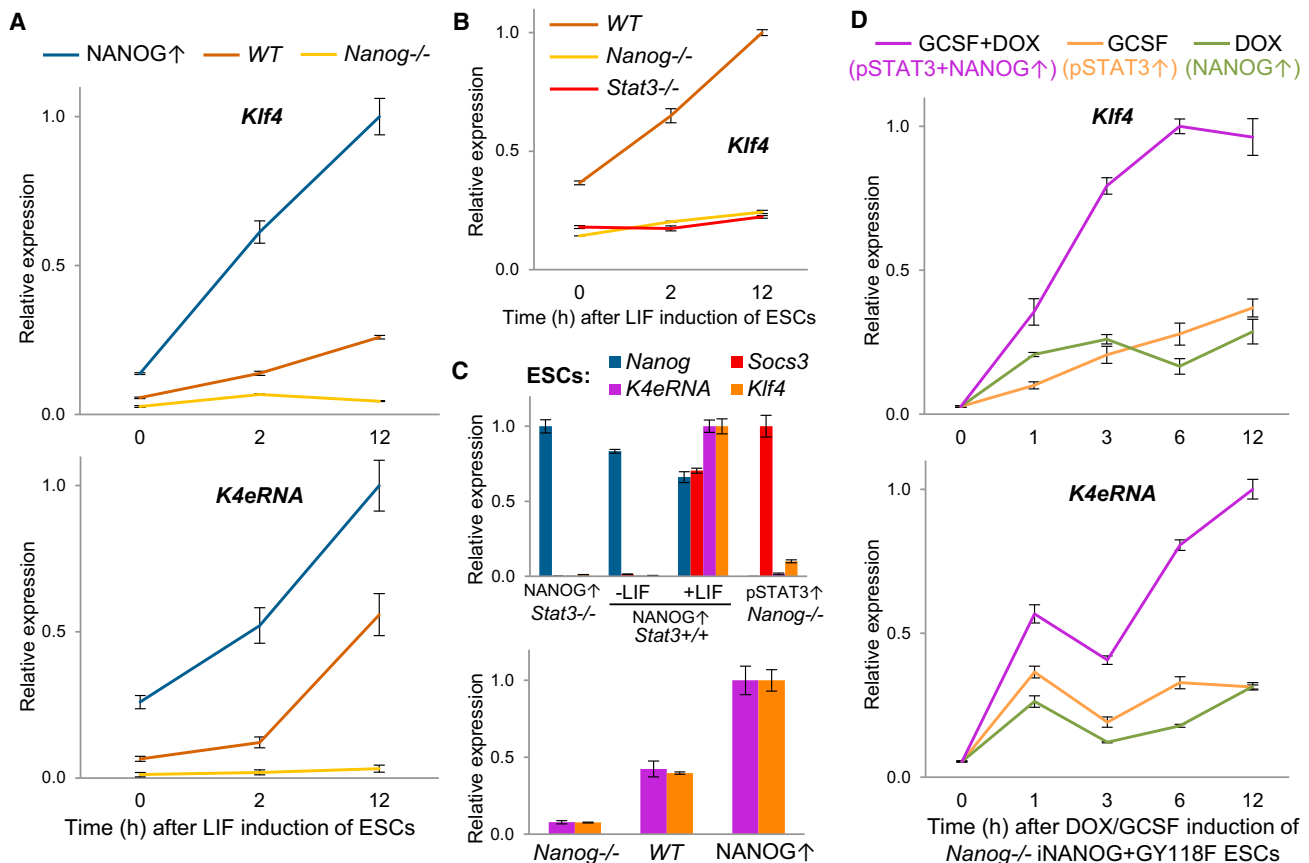 A
NANOG↑ WT Nanog-/-
Klf4
Relative expression
1.0
0.5
0.0
0 2 12
K4eRNA
Relative expression
1.0
0.5
0.0
0 2 12
Time (h) after LIF induction of ESCs
B
WT
Nanog-/-
Stat3-/-
Klf4
Relative expression
1.0
0.5
0.0
0 2 12
Time (h) after LIF induction of ESCs
C
ESCs:
Nanog Socs3
K4eRNA Klf4
Relative expression
1.0
0.5
0.0
NANOG↑ -LIF +LIF pSTAT3↑
Stat3-/- NANOG↑ Nanog-/-
Stat3+/+
Relative expression
1.0
0.5
0.0
Nanog-/- WT NANOG↑
D
GCSF+DOX GCSF DOX
(pSTAT3+NANOG↑) (pSTAT3↑) (NANOG↑)
Klf4
Relative expression
1.0
0.5
0.0
0 1 3 6 12
K4eRNA
Relative expression
1.0
0.5
0.0
0 1 3 6 12
Time (h) after DOX/GCSF induction of
Nanog-/- iNANOG+GY118F ESCs